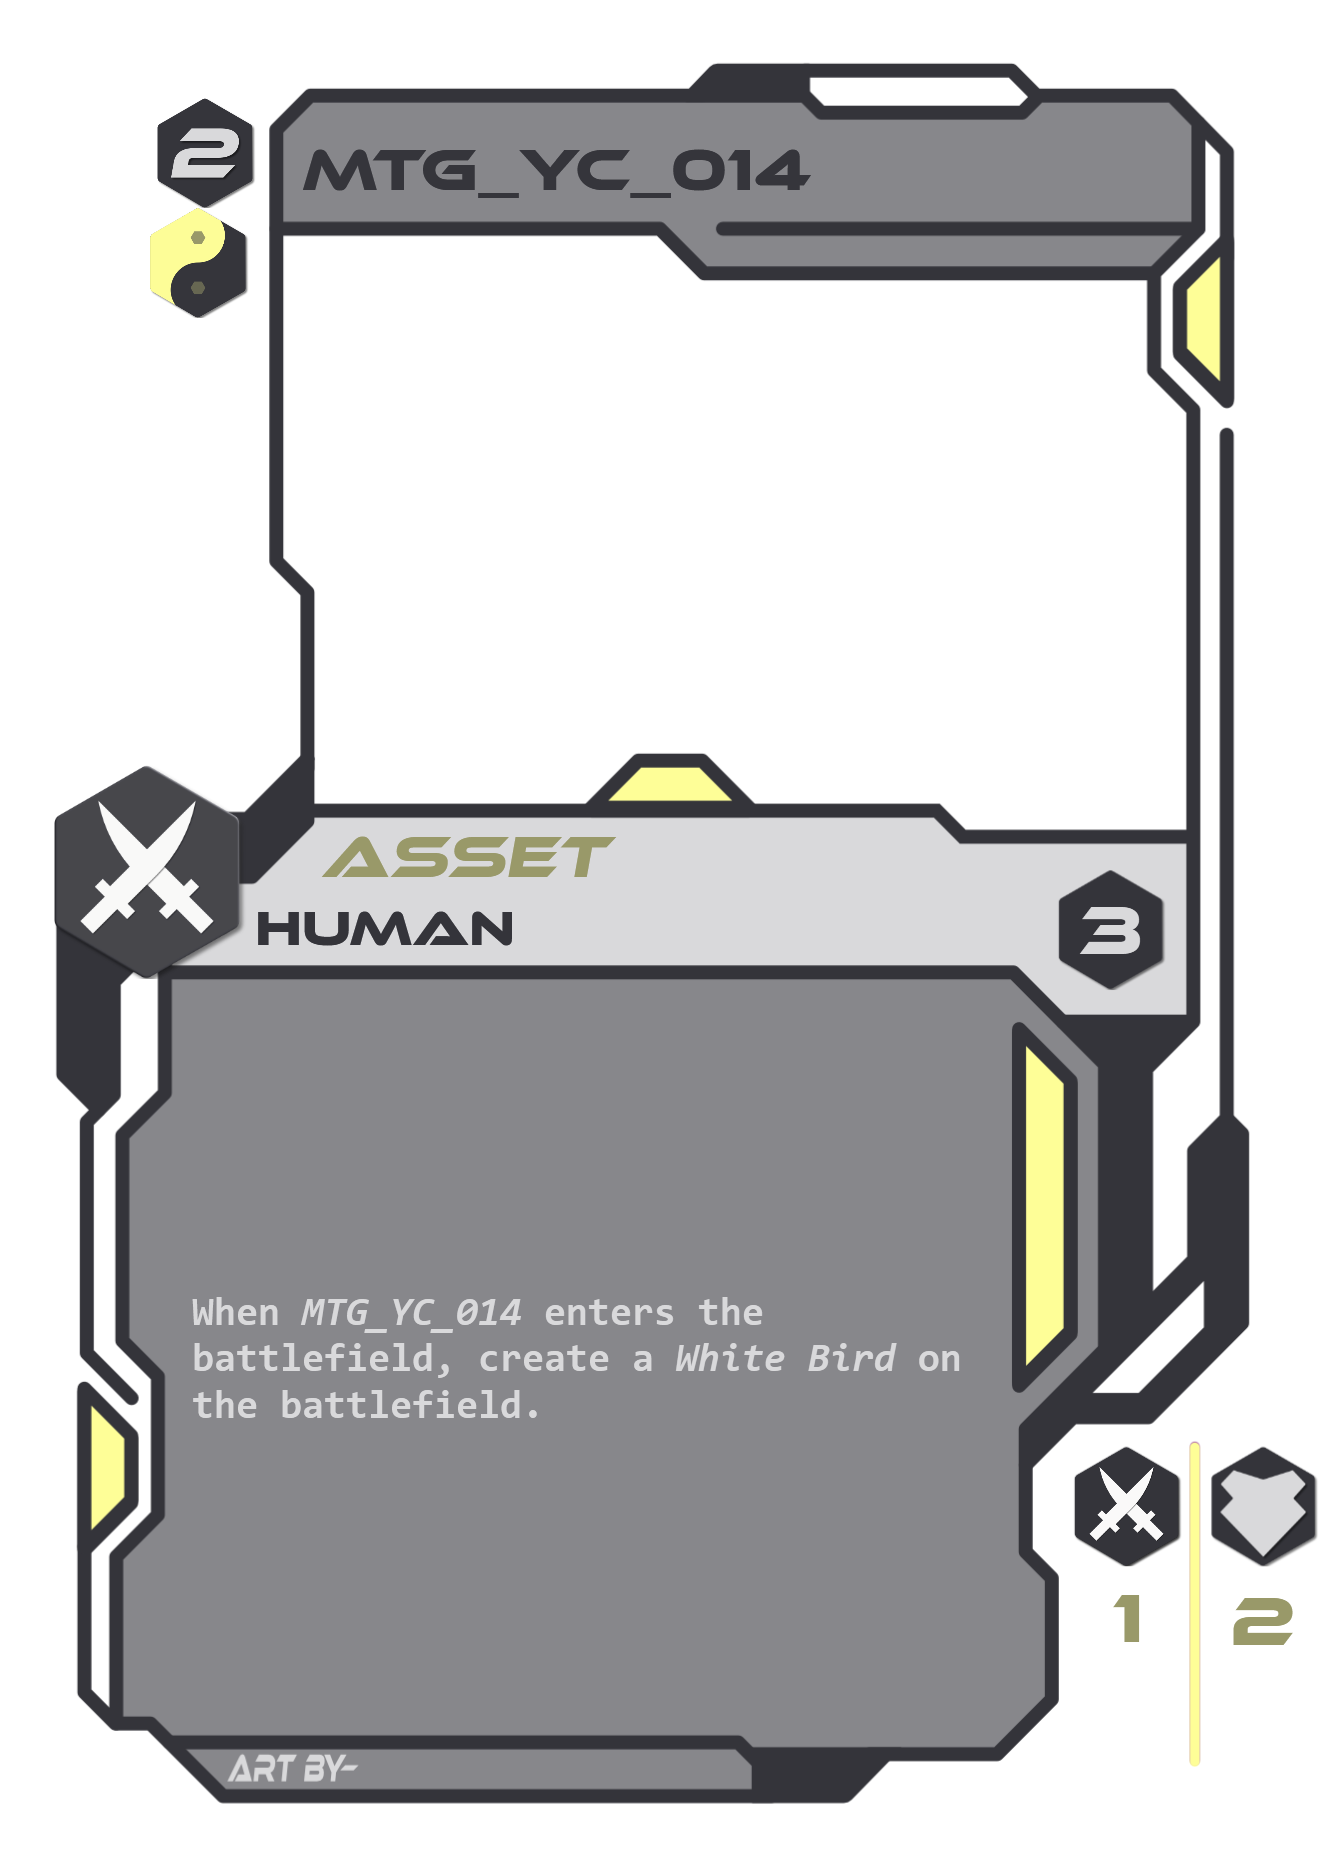 2
MTG_YC_014
ASSET
HUMAN
3
When MTG_YC_014 enters the
battlefield, create a White Bird on
the battlefield.
1
2
ART BY-